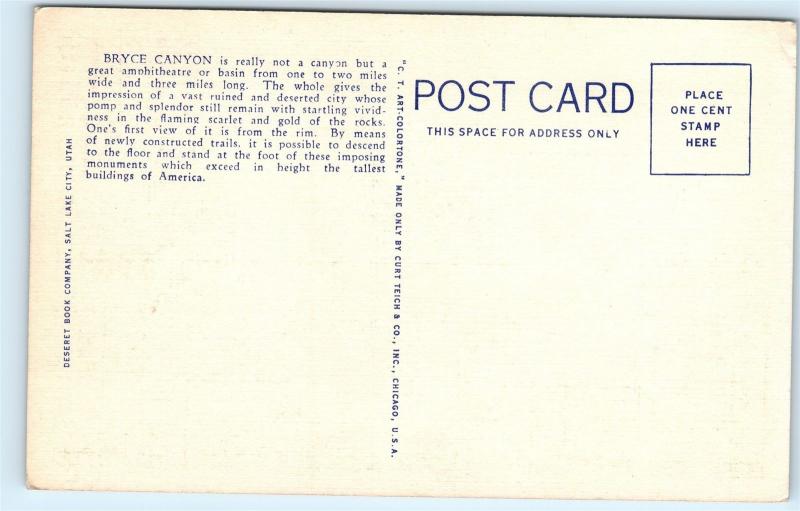 BRYCE CANYON is really not a canyon but a
great amphitheatre or basin from one to two miles
wide and three miles long. The whole gives the
impression of a vast ruined and deserted city whose
pomp and splendor still remain with startling vivid-
ness in the flaming scarlet and gold of the rocks.
One's first view of it is from the rim. By means
of newly constructed trails. it is possible to descend
to the floor and stand at the foot of these imposing
monuments which exceed in height the tallest
buildings of America.
DESERET BOOK COMPANY, SALT LAKE CITY, UTAH
"C. T. ART-COLORTONE," MADE ONLY BY CURT TEICH & CO., INC., CHICAGO, U.S.A.
POST CARD
THIS SPACE FOR ADDRESS ONLY
PLACE
ONE CENT
STAMP
HERE